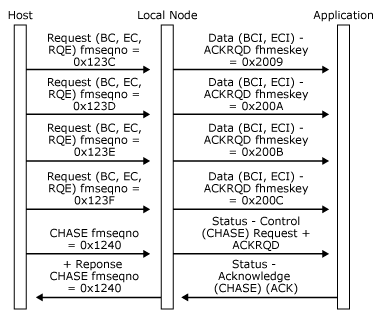 Host Local Node Application
Request (BC, EC,
RQE) fmseqno =
0x123C
Data (BCI, ECI) -
ACKRQD fhmeskey
= 0x2009
Request (BC, EC,
RQE) fmseqno =
0x123D
Data (BCI, ECI) -
ACKRQD fhmeskey
= 0x200A
Request (BC, EC,
RQE) fmseqno =
0x123E
Data (BCI, ECI) -
ACKRQD fhmeskey
= 0x200B
Request (BC, EC,
RQE) fmseqno =
0x123F
Data (BCI, ECI) -
ACKRQD fhmeskey
= 0x200C
CHASE fmseqno
= 0x1240
Status - Control
(CHASE) Request +
ACKRQD
+ Reponse
CHASE fmseqno
= 0x1240
Status -
Acknowledge
(CHASE) (ACK)